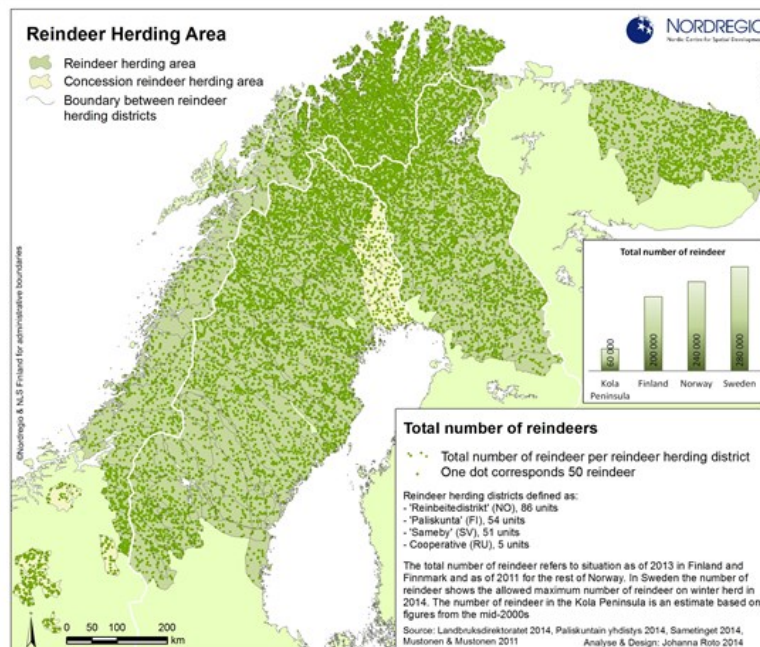 Reindeer Herding Area
Reindeer herding area
Concession reindeer herding area
Boundary between reindeer
herding districts
NORDREGIO
Nordic Centre for Spatial Development
©Nordregio & NLS Finland for administrative boundaries
Total number of reindeer
60 000
200 000
240 000
280 000
Kola
Peninsula
Finland
Norway
Sweden
Total number of reindeers
Total number of reindeer per reindeer herding district
One dot corresponds 50 reindeer
Reindeer herding districts defined as:
- 'Reinbeitedistrikt' (NO), 86 units
- 'Paliskunta' (FI), 54 units
- 'Sameby' (SV), 51 units
- Cooperative (RU), 5 units
The total number of reindeer refers to situation as of 2013 in Finland and
Finnmark and as of 2011 for the rest of Norway. In Sweden the number of
reindeer shows the allowed maximum number of reindeer on winter herd in
2014. The number of reindeer in the Kola Peninsula is an estimate based on
figures from the mid-2000s
Source: Landbruksdirektoratet 2014, Paliskuntain yhdistys 2014, Sametinget 2014,
Mustonen & Mustonen 2011
Analyse & Design: Johanna Roto 2014
0 50 100 200
km